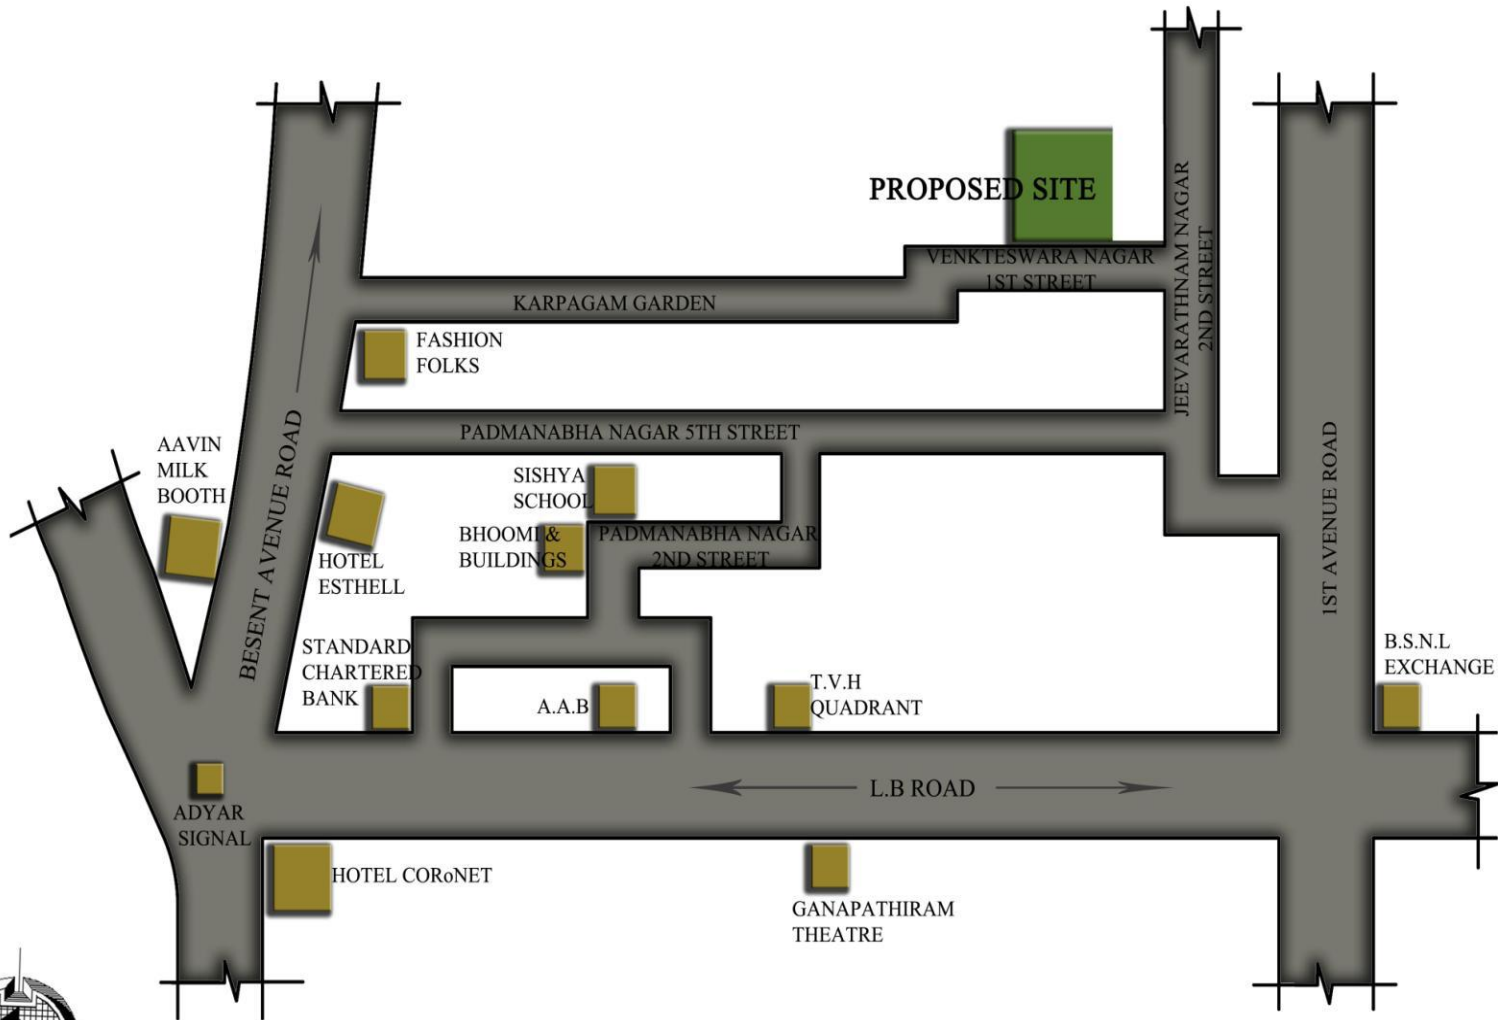 PROPOSED SITE
VENKTESWARA NAGAR
1ST STREET
JEEVARATHNAM NAGAR
2ND STREET
KARPAGAM GARDEN
FASHION
FOLKS
PADMANABHA NAGAR 5TH STREET
AAVIN
MILK
BOOTH
BESENT AVENUE ROAD
1ST AVENUE ROAD
SISHYA
SCHOOL
BHOOMI &
BUILDINGS
PADMANABHA NAGAR
2ND STREET
HOTEL
ESTHELL
STANDARD
CHARTERED
BANK
A.A.B
T.V.H
QUADRANT
B.S.N.L
EXCHANGE
L.B ROAD
ADYAR
SIGNAL
HOTEL CORoNET
GANAPATHIRAM
THEATRE